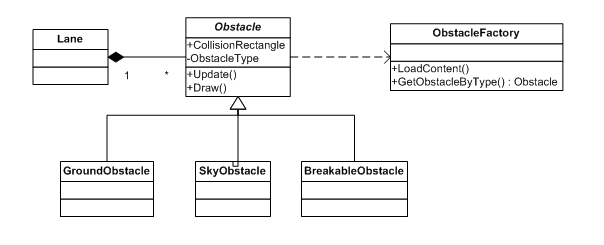 Lane
1
*
Obstacle
+CollisionRectangle
-ObstacleType
+Update()
+Draw()
ObstacleFactory
+LoadContent()
+GetObstacleByType() : Obstacle
GroundObstacle
SkyObstacle
BreakableObstacle